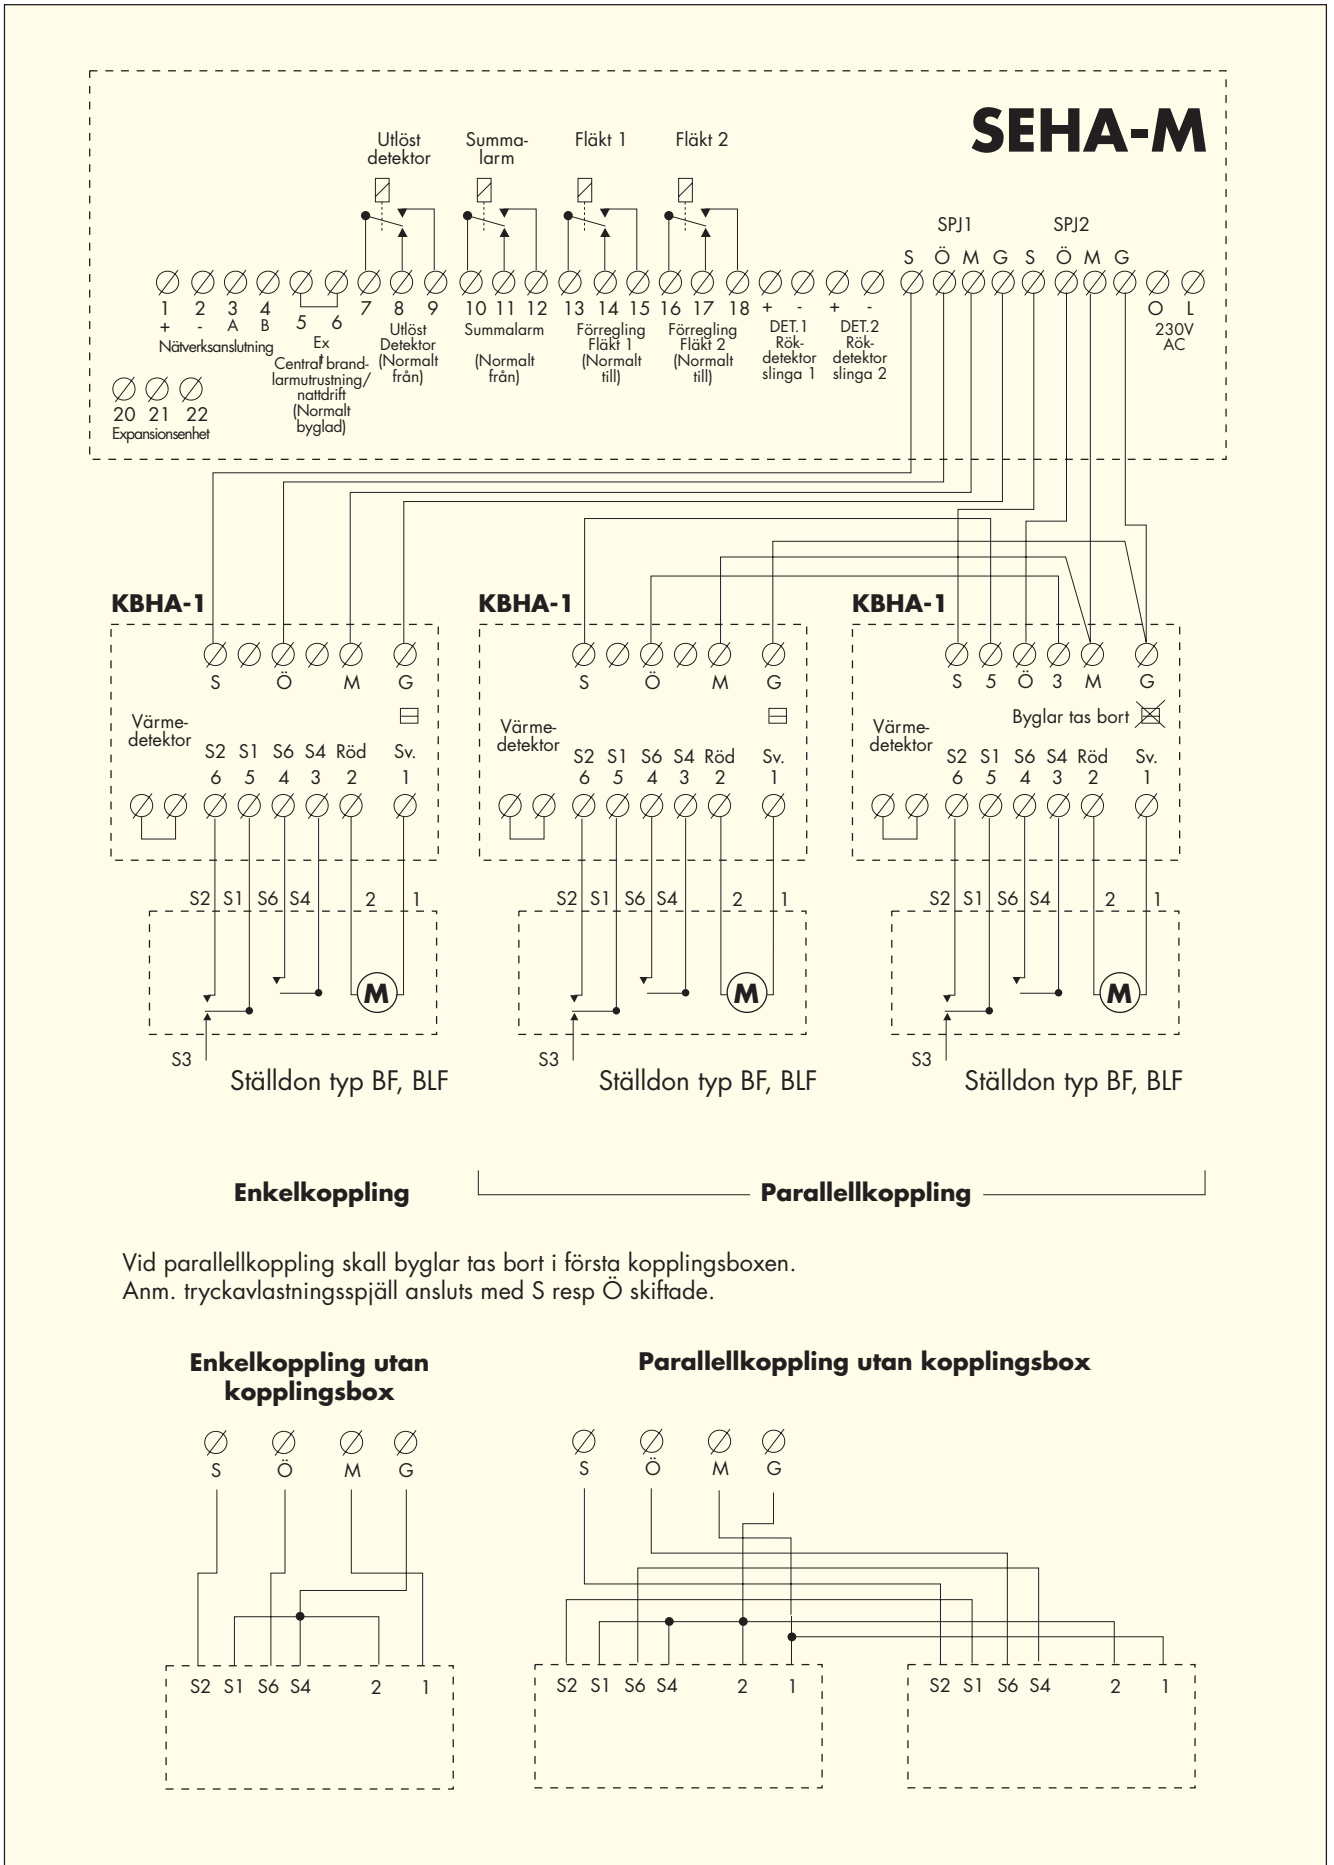 SEHA-M
Utlöst
detektor
Summa-
larm
Fläkt 1
Fläkt 2
SPJ1
SPJ2
S Ö M G S Ö M G
1 2 3 4 5 6 7 8 9 10 11 12 13 14 15 16 17 18 + - + - O L
+ - A B
Nätverksanslutning
Ex
t
Central brand-
larmutrustning/
nattdrift
(Normalt
byglad)
Utlöst
Detektor
(Normalt
från)
Summalarm
(Normalt
från)
Förregling
Fläkt 1
(Normalt
till)
Förregling
Fläkt 2
(Normalt
till)
DET.1
Rök-
detektor
slinga 1
DET.2
Rök-
detektor
slinga 2
230V
AC
20 21 22
Expansionsenhet
KBHA-1
S Ö M G
Värme-
detektor
S2 S1 S6 S4 Röd Sv.
6 5 4 3 2 1
S2 S1 S6 S4 2 1
M
S3
Ställdon typ BF, BLF
KBHA-1
S Ö M G
Värme-
detektor
S2 S1 S6 S4 Röd Sv.
6 5 4 3 2 1
S2 S1 S6 S4 2 1
M
S3
Ställdon typ BF, BLF
KBHA-1
S 5 Ö 3 M G
Byglar tas bort
Värme-
detektor
S2 S1 S6 S4 Röd Sv.
6 5 4 3 2 1
S2 S1 S6 S4 2 1
M
S3
Ställdon typ BF, BLF
Enkelkoppling
Parallellkoppling
Vid parallellkoppling skall byglar tas bort i första kopplingsboxen.
Anm. tryckavlastningsspjäll ansluts med S resp Ö skiftade.
Enkelkoppling utan
kopplingsbox
S Ö M G
S2 S1 S6 S4 2 1
Parallellkoppling utan kopplingsbox
S Ö M G
S2 S1 S6 S4 2 1
S2 S1 S6 S4 2 1